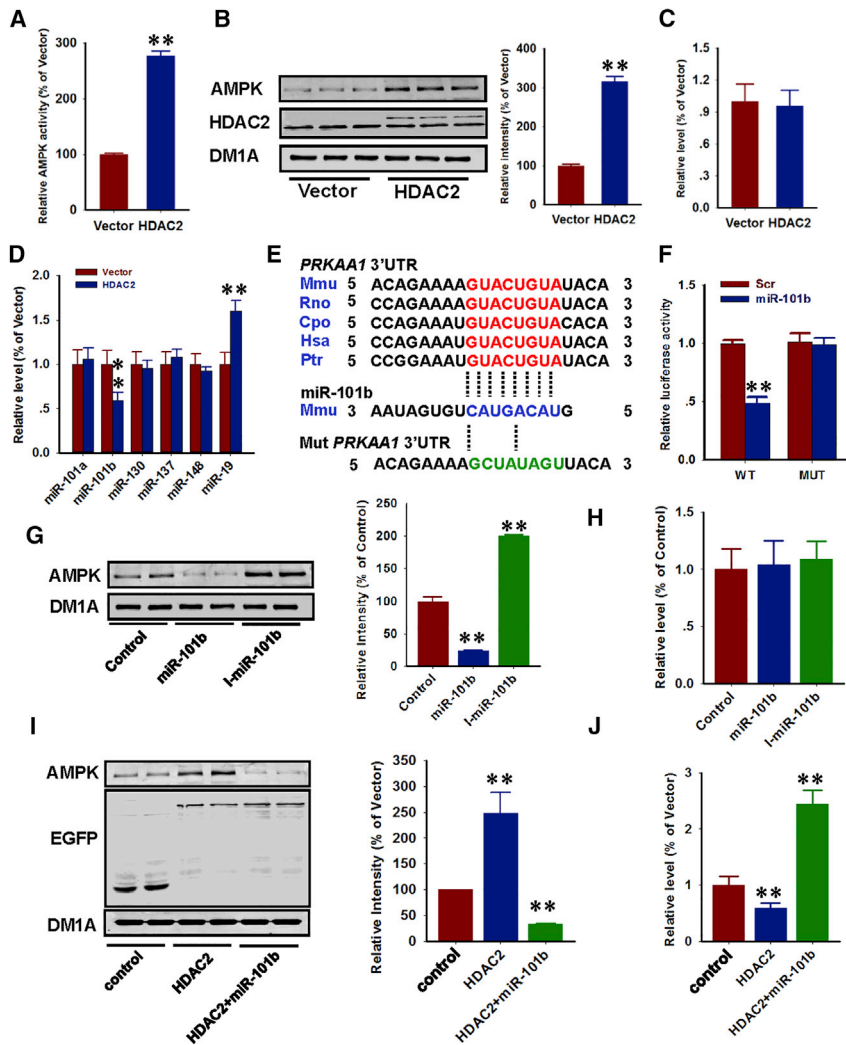 A
Relative AMPK activity (% of Vector)
300
200
100
0
**
Vector HDAC2
B
AMPK
HDAC2
DM1A
Vector
HDAC2
Relative intensity (% of Vector)
400
300
200
100
0
**
Vector HDAC2
C
Relative level (% of Vector)
1.5
1.2
.9
.6
.3
0
Vector HDAC2
D
Relative level (% of Vector)
2.0
1.5
1.0
.5
0.0
Vector
HDAC2
**
**
miR-101a
miR-101b
miR-130
miR-137
miR-148
miR-19
E
PRKAA1 3’UTR
Mmu 5 ACAGAAAAGUACUGUAUACA 3
Rno 5 CCAGAAAUGUACUGUACACA 3
Cpo 5 CCAGAAAUGUACUGUAUACA 3
Hsa 5 CCAGAAAUGUACUGUAUACA 3
Ptr 5 CCGGAAAUGUACUGUAUACA 3
miR-101b
Mmu 3 AAUAGUGUCAUGACAUG 5
Mut PRKAA1 3’UTR
5 ACAGAAAAGCUAUAGUUACA 3
F
Relative luciferase activity
2.0
1.5
1.0
.5
0.0
Scr
miR-101b
**
WT
MUT
G
AMPK
DM1A
Control
miR-101b
I-miR-101b
Relative Intensity (% of Control)
250
200
150
100
50
0
**
**
Control
miR-101b
I-miR-101b
H
Relative level (% of Control)
1.5
1.0
.5
0.0
Control
miR-101b
I-miR-101b
I
AMPK
EGFP
DM1A
control
HDAC2
HDAC2+miR-101b
Relative Intensity (% of Vector)
350
300
250
200
150
100
50
0
**
**
control
HDAC2
HDAC2+miR-101b
J
Relative level (% of Vector)
3
2
1
0
**
**
control
HDAC2
HDAC2+miR-101b